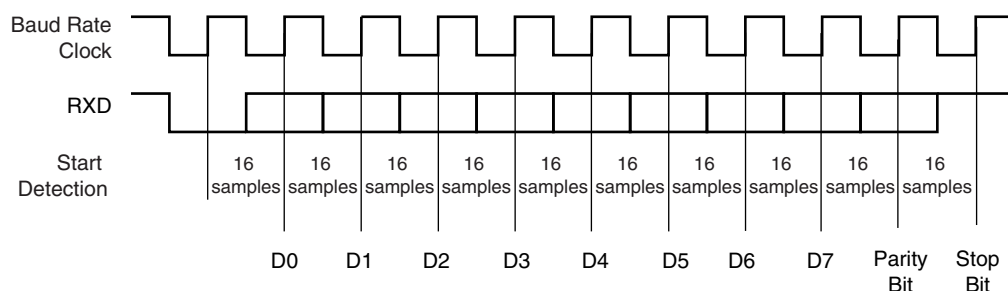 Baud Rate
Clock
RXD
Start
Detection
16 16 16 16 16 16 16 16 16 16
samples samples samples samples samples samples samples samples samples samples
D0 D1 D2 D3 D4 D5 D6 D7 Parity Stop
Bit Bit